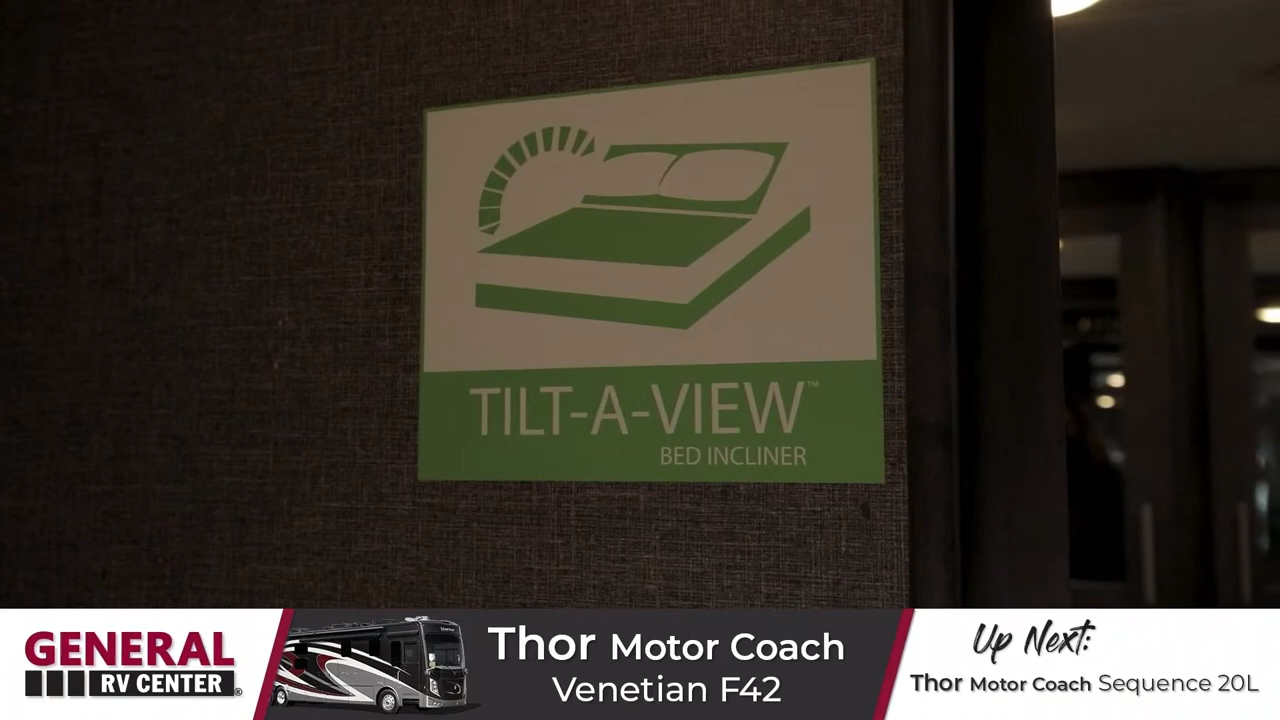 TILT-A-VIEW™
BED INCLINER
GENERAL
RV CENTER®
Thor Motor Coach
Venetian F42
Up Next:
Thor Motor Coach Sequence 20L